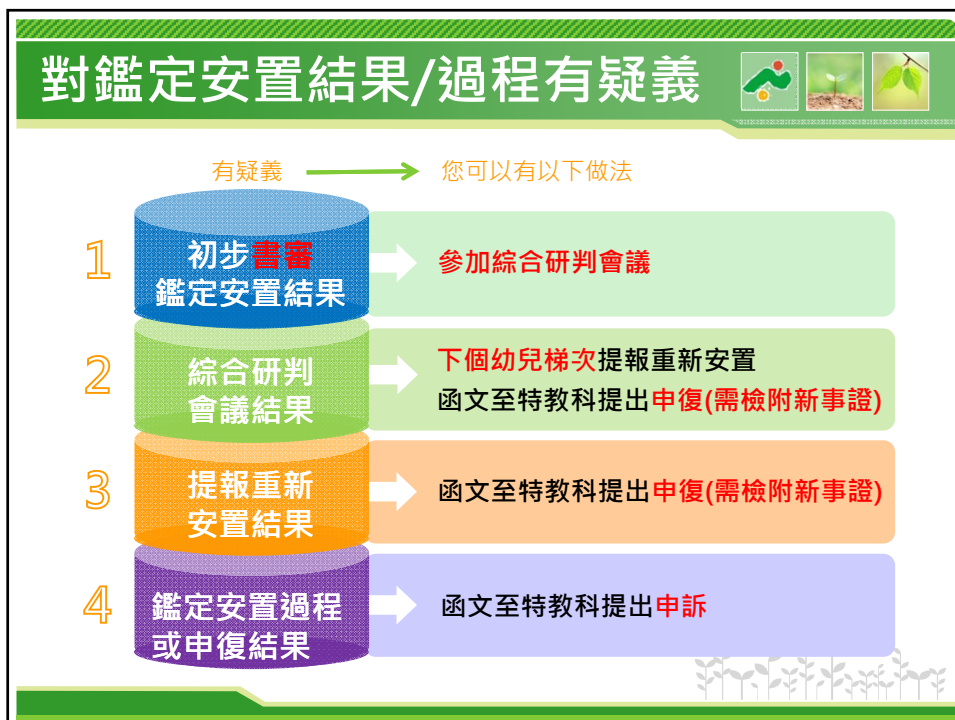 對鑑定安置結果/過程有疑義
有疑義
您可以有以下做法
1
初步書審
鑑定安置結果
參加綜合研判會議
2
綜合研判
會議結果
下個幼兒梯次提報重新安置
函文至特教科提出申復(需檢附新事證)
3
提報重新
安置結果
函文至特教科提出申復(需檢附新事證)
4
鑑定安置過程
或申復結果
函文至特教科提出申訴